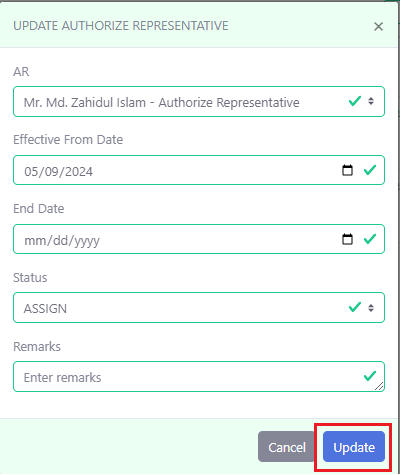 UPDATE AUTHORIZE REPRESENTATIVE ×
AR
Mr. Md. Zahidul Islam - Authorize Representative
Effective From Date
05/09/2024
End Date
mm/dd/yyyy
Status
ASSIGN
Remarks
Enter remarks
Cancel Update